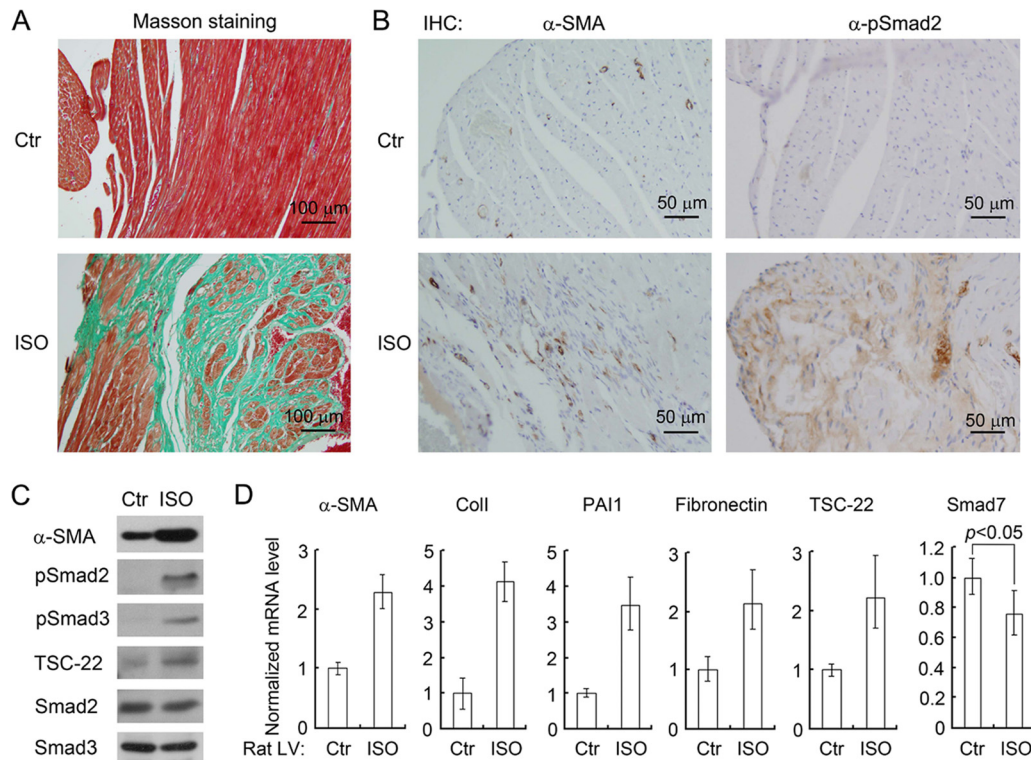 A Masson staining
Ctr
100 μm
ISO
100 μm
B IHC: α-SMA α-pSmad2
50 μm 50 μm
50 μm 50 μm
C
Ctr ISO
α-SMA
pSmad2
pSmad3
TSC-22
Smad2
Smad3
D
α-SMA ColI PAI1 Fibronectin TSC-22 Smad7
Normalized mRNA level
3
2
1
0
5
4
3
2
1
0
5
4
3
2
1
0
3
2
1
0
3
2
1
0
p<0.05
1.2
1.0
0.8
0.6
0.4
0.2
0
Rat LV: Ctr ISO Ctr ISO Ctr ISO Ctr ISO Ctr ISO Ctr ISO